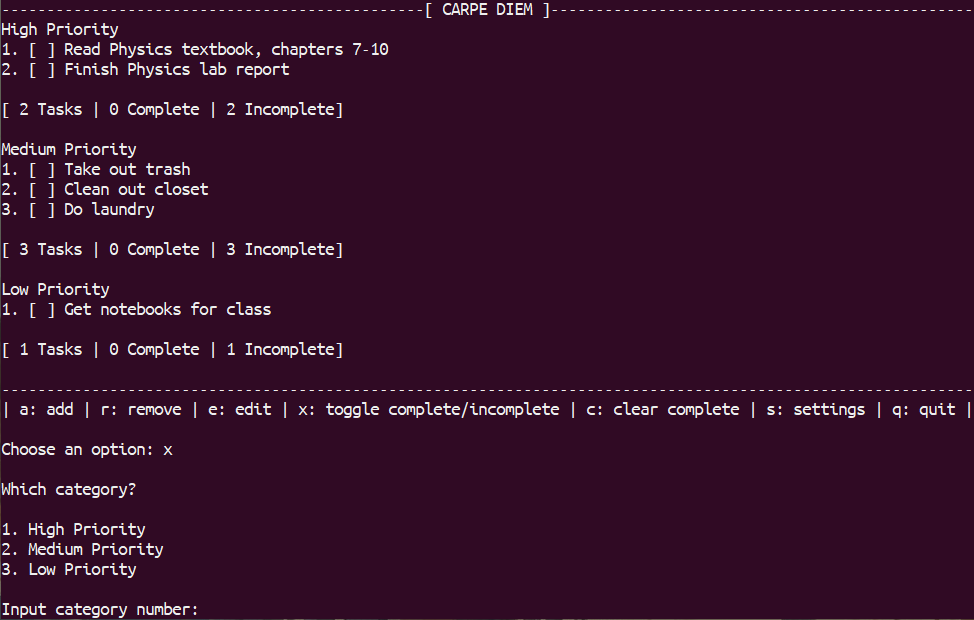 -----------------------------------------------[ CARPE DIEM ]-----------------------------------------------
High Priority
1. [ ] Read Physics textbook, chapters 7-10
2. [ ] Finish Physics lab report
[ 2 Tasks | 0 Complete | 2 Incomplete]
Medium Priority
1. [ ] Take out trash
2. [ ] Clean out closet
3. [ ] Do laundry
[ 3 Tasks | 0 Complete | 3 Incomplete]
Low Priority
1. [ ] Get notebooks for class
[ 1 Tasks | 0 Complete | 1 Incomplete]
------------------------------------------------------------------------------------------------------------
| a: add | r: remove | e: edit | x: toggle complete/incomplete | c: clear complete | s: settings | q: quit |
Choose an option: x
Which category?
1. High Priority
2. Medium Priority
3. Low Priority
Input category number: